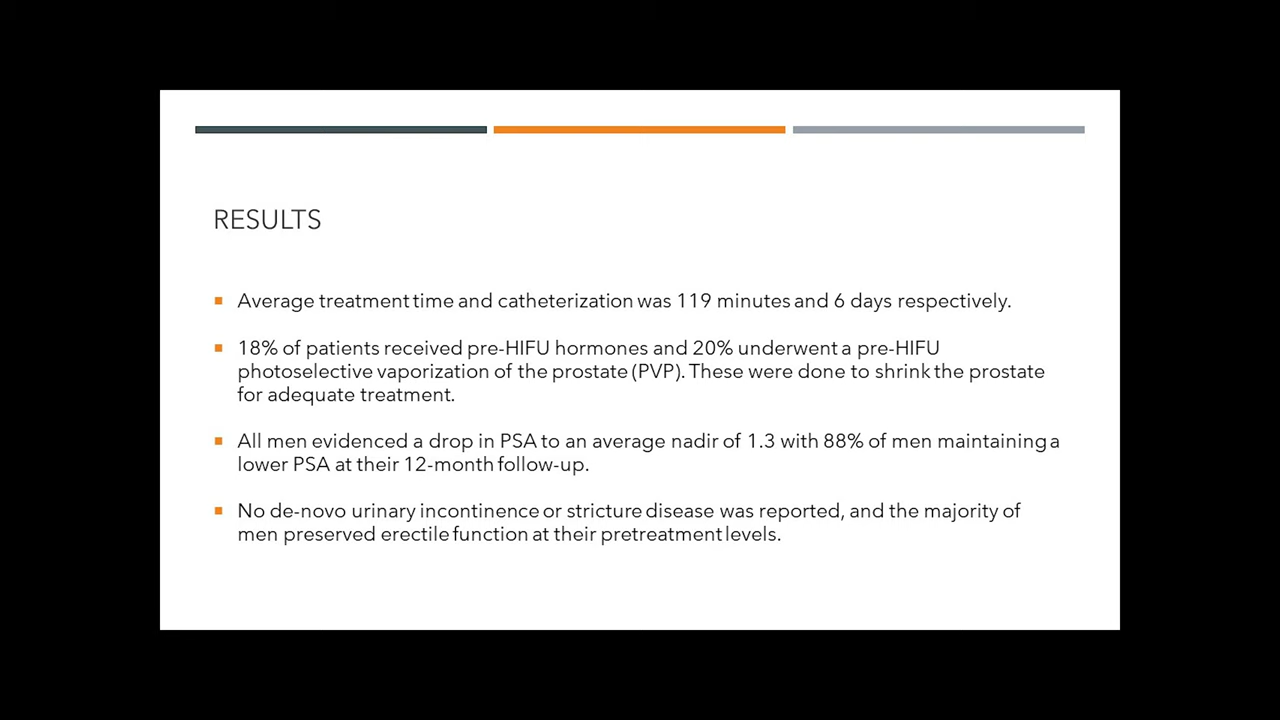 RESULTS
Average treatment time and catheterization was 119 minutes and 6 days respectively.
18% of patients received pre-HIFU hormones and 20% underwent a pre-HIFU
photoselective vaporization of the prostate (PVP). These were done to shrink the prostate
for adequate treatment.
All men evidenced a drop in PSA to an average nadir of 1.3 with 88% of men maintaining a
lower PSA at their 12-month follow-up.
No de-novo urinary incontinence or stricture disease was reported, and the majority of
men preserved erectile function at their pretreatment levels.